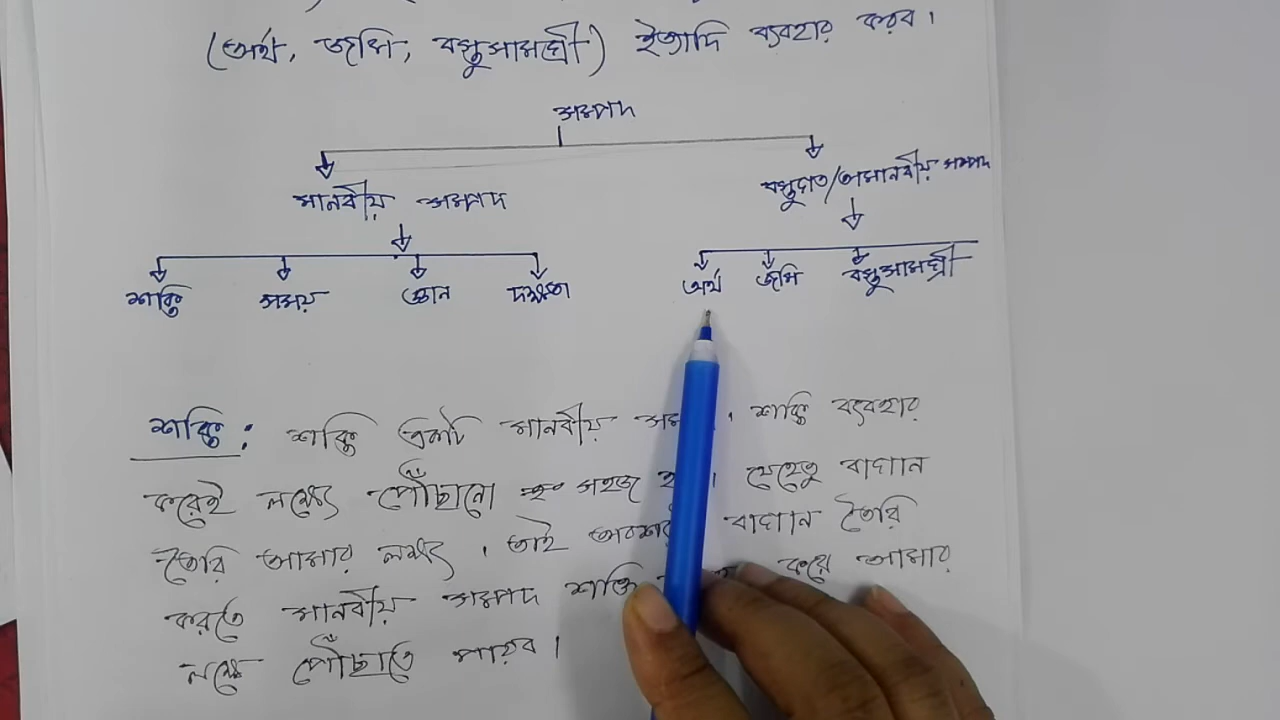 (অর্থ, জমি, বস্তুসামগ্রী) ইত্যাদি ব্যবহার করব।
সম্পদ
মানবীয় সম্পদ
বস্তুগত/অমানবীয় সম্পদ
শক্তি সময় জ্ঞান দক্ষতা
অর্থ জমি বস্তুসামগ্রী
শক্তি: শক্তি একটি মানবীয় শক্তি ব্যবহার
করেই লক্ষ্যে পৌঁছানো সহজ যেহেতু বাগান
তৈরি আমার লক্ষ্য। তাই বাগান তৈরি
করতে মানবীয় সম্পদ শক্তি করে আমার
লক্ষে পৌঁছাতে পারব।